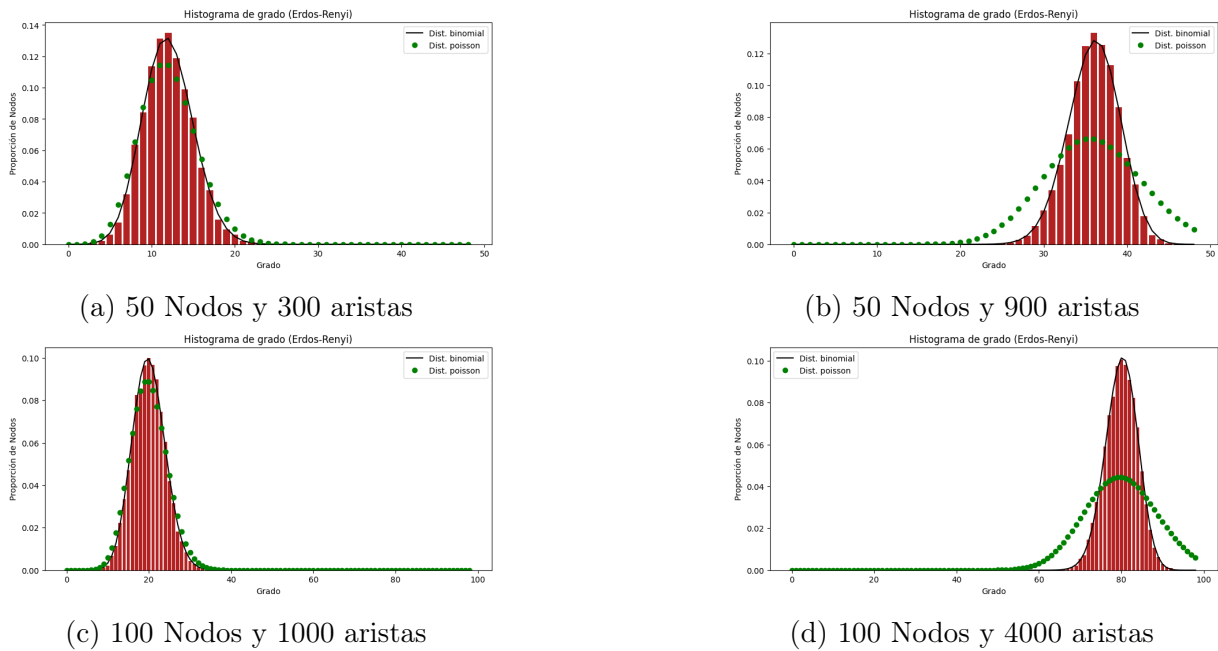 Histograma de grado (Erdos-Renyi)
0.14
0.12
0.10
0.08
0.06
0.04
0.02
0.00
Proporción de Nodos
Dist. binomial
Dist. poisson
0 10 20 30 40 50
Grado
(a) 50 Nodos y 300 aristas
Histograma de grado (Erdos-Renyi)
0.12
0.10
0.08
0.06
0.04
0.02
0.00
Proporción de Nodos
Dist. binomial
Dist. poisson
0 10 20 30 40 50
Grado
(b) 50 Nodos y 900 aristas
Histograma de grado (Erdos-Renyi)
0.10
0.08
0.06
0.04
0.02
0.00
Proporción de Nodos
Dist. binomial
Dist. poisson
0 20 40 60 80 100
Grado
(c) 100 Nodos y 1000 aristas
Histograma de grado (Erdos-Renyi)
0.10
0.08
0.06
0.04
0.02
0.00
Proporción de Nodos
Dist. binomial
Dist. poisson
0 20 40 60 80 100
Grado
(d) 100 Nodos y 4000 aristas